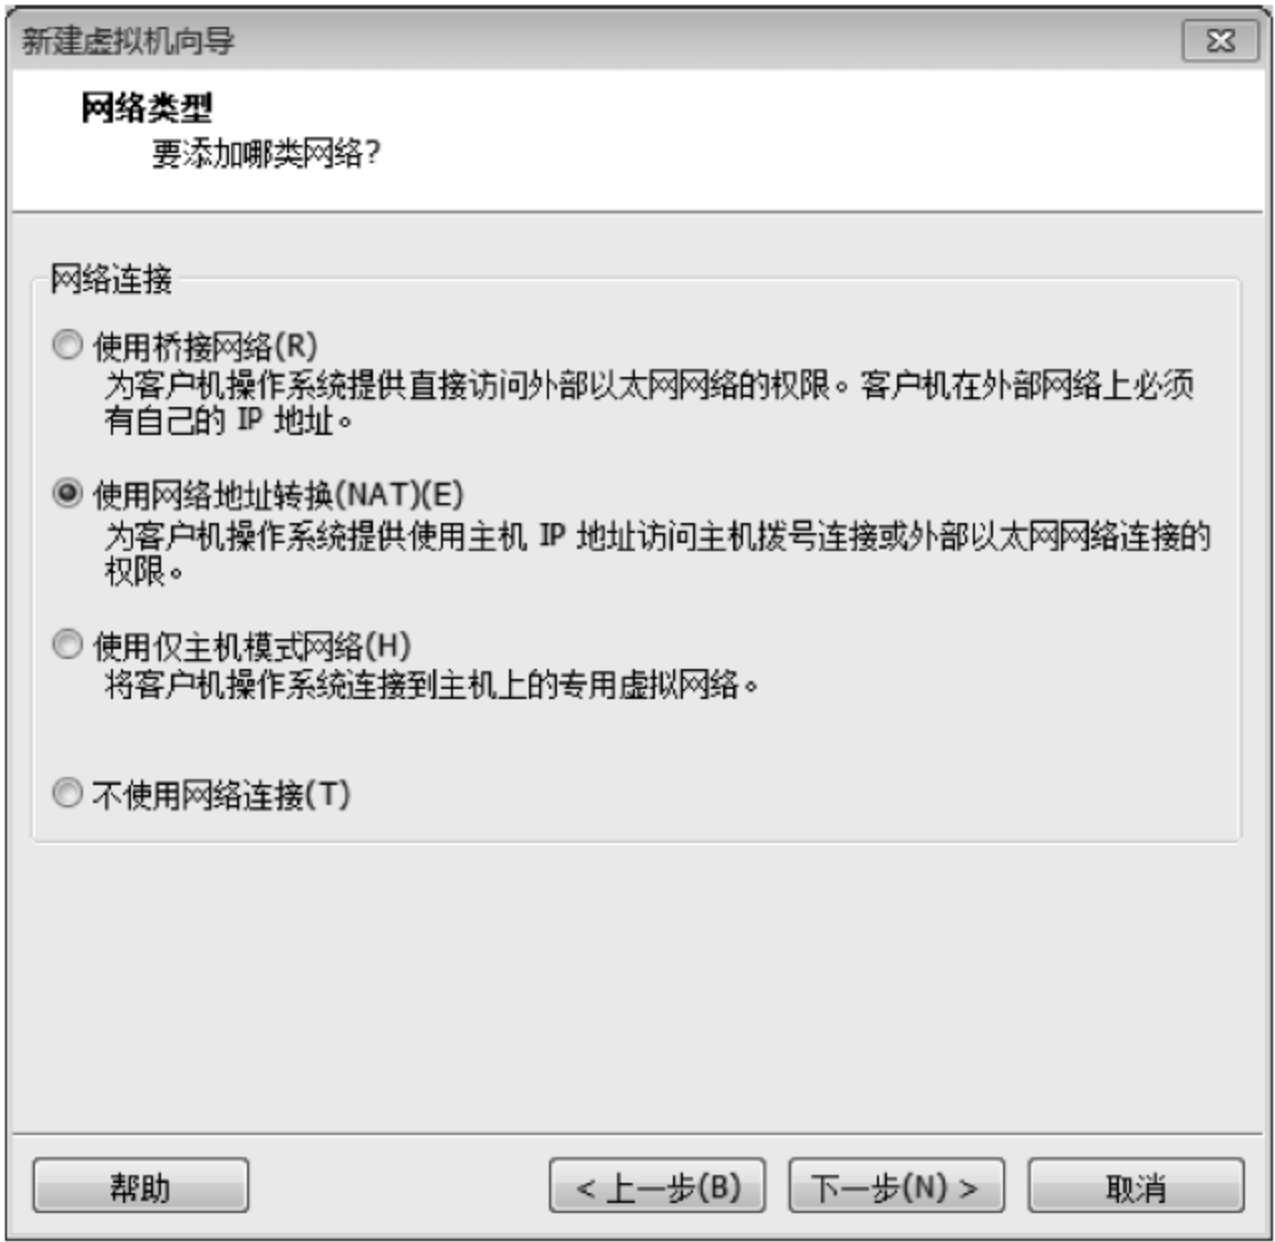 新建虚拟机向导
网络类型
要添加哪类网络?
网络连接
使用桥接网络(R)
为客户机操作系统提供直接访问外部以太网网络的权限。客户机在外部网络上必须
有自己的 IP 地址。
使用网络地址转换(NAT)(E)
为客户机操作系统提供使用主机 IP 地址访问主机拨号连接或外部以太网网络连接的
权限。
使用仅主机模式网络(H)
将客户机操作系统连接到主机上的专用虚拟网络。
不使用网络连接(T)
帮助
< 上一步(B)
下一步(N) >
取消